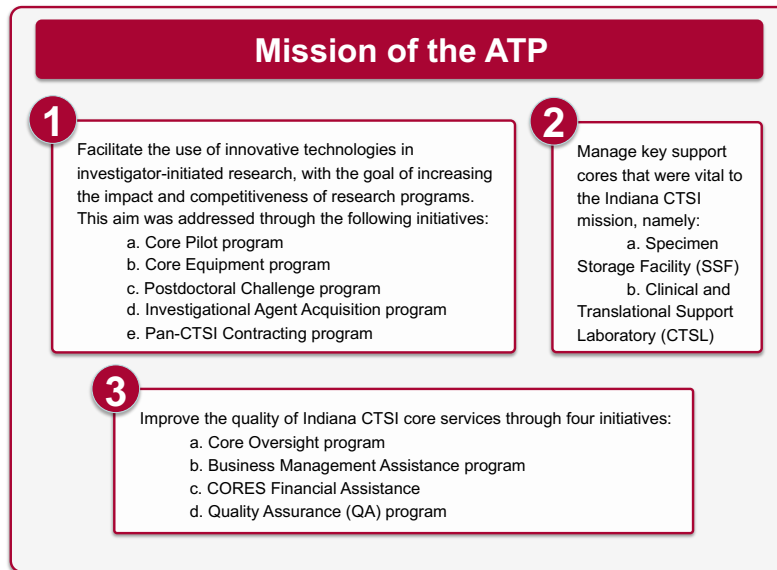 Mission of the ATP
1
Facilitate the use of innovative technologies in
investigator-initiated research, with the goal of increasing
the impact and competitiveness of research programs.
This aim was addressed through the following initiatives:
a. Core Pilot program
b. Core Equipment program
c. Postdoctoral Challenge program
d. Investigational Agent Acquisition program
e. Pan-CTSI Contracting program
2
Manage key support
cores that were vital to
the Indiana CTSI
mission, namely:
a. Specimen
Storage Facility (SSF)
b. Clinical and
Translational Support
Laboratory (CTSL)
3
Improve the quality of Indiana CTSI core services through four initiatives:
a. Core Oversight program
b. Business Management Assistance program
c. CORES Financial Assistance
d. Quality Assurance (QA) program